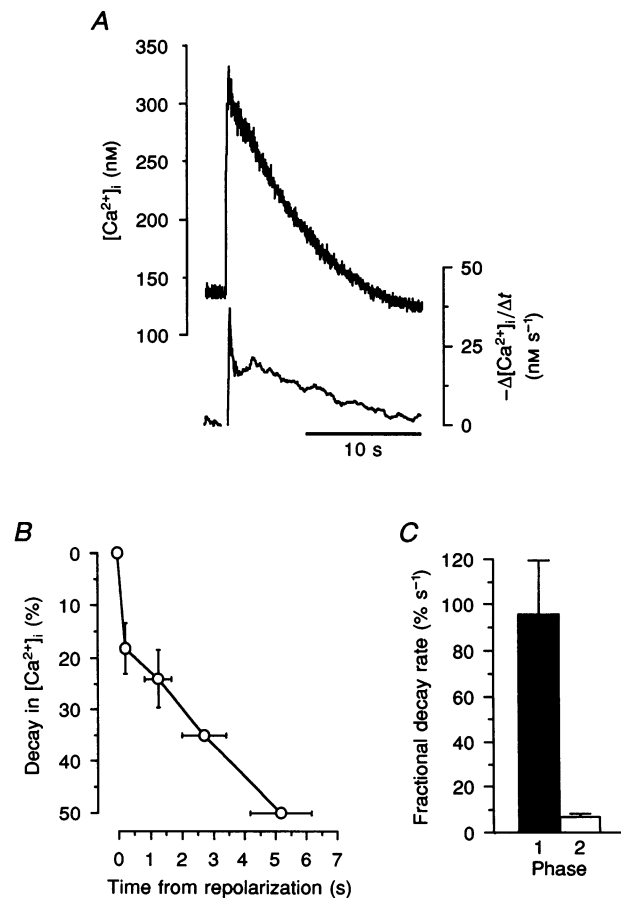 A
350
300
250
200
150
100
[Ca²⁺]ᵢ (nM)
50
25
0
−Δ[Ca²⁺]ᵢ/Δt
(nM s⁻¹)
10 s
B
0
10
20
30
40
50
Decay in [Ca²⁺]ᵢ (%)
0 1 2 3 4 5 6 7
Time from repolarization (s)
C
120
100
80
60
40
20
0
Fractional decay rate (% s⁻¹)
1 2
Phase